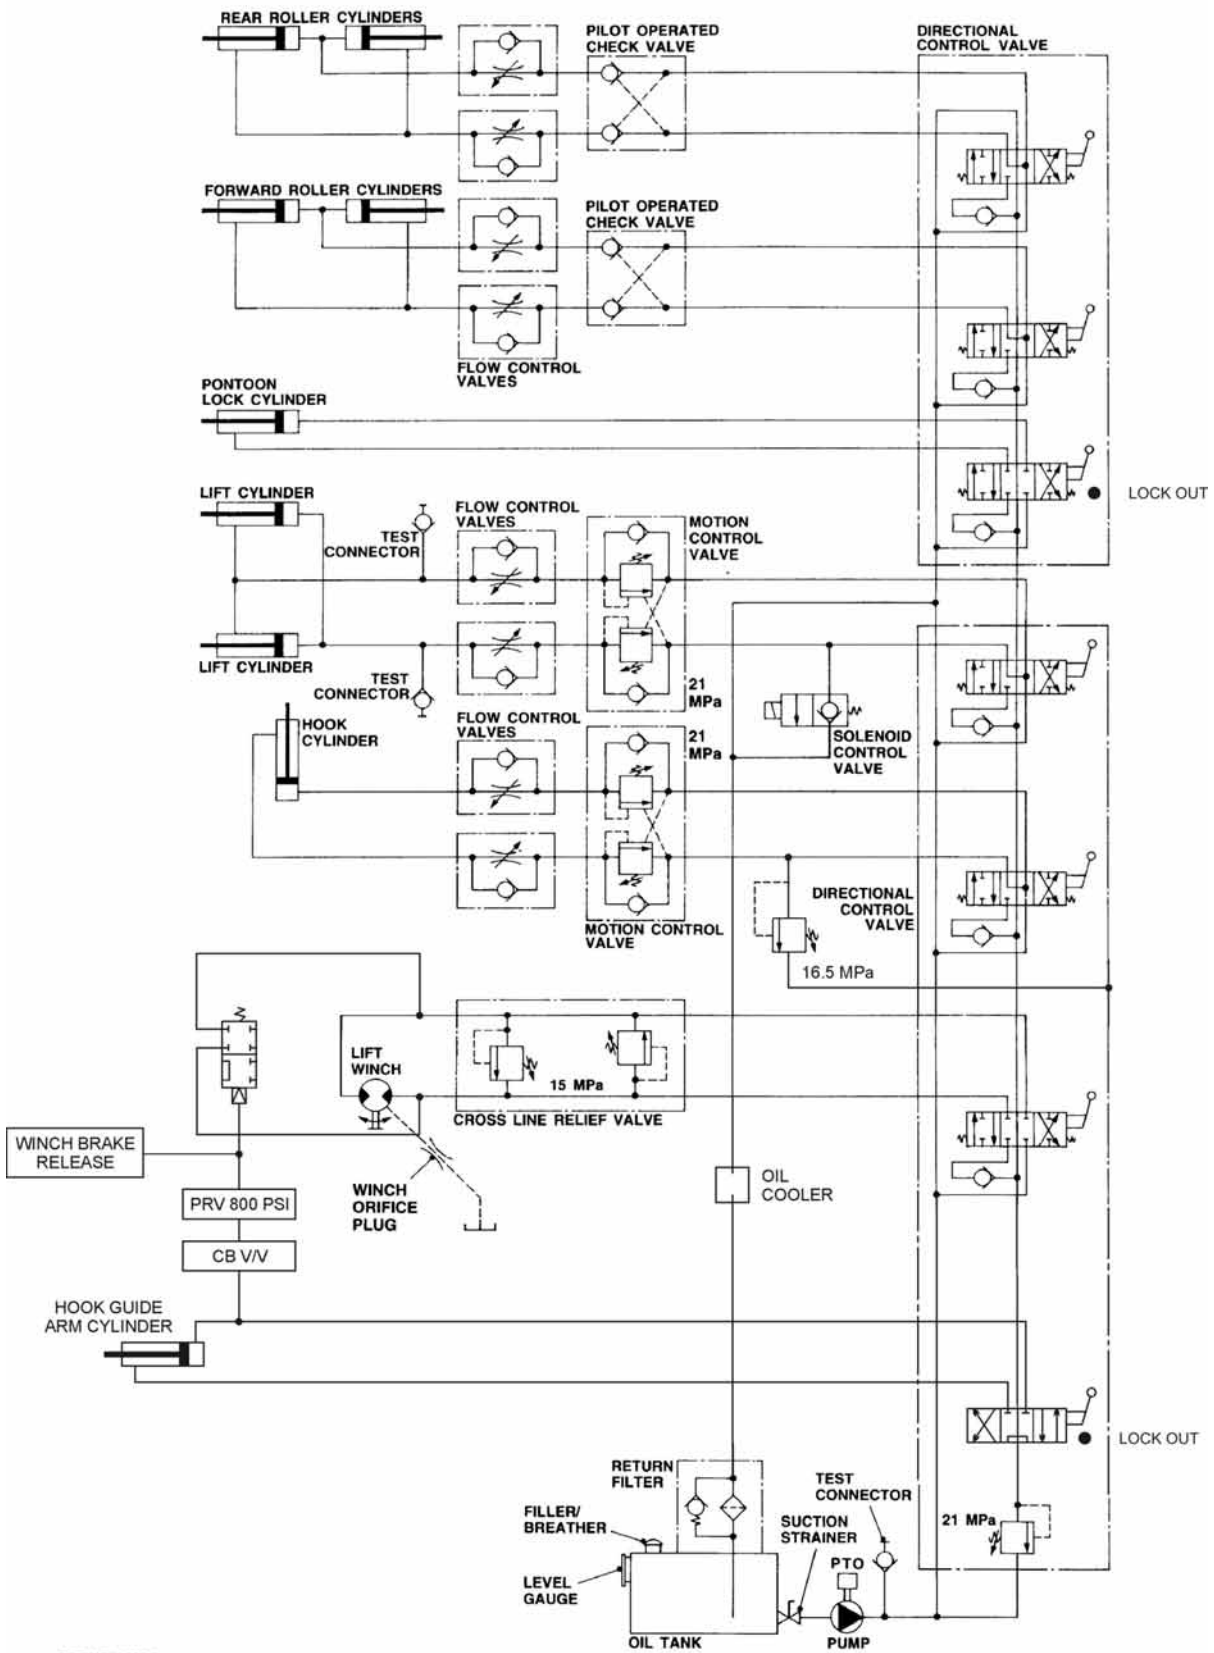 REAR ROLLER CYLINDERS
PILOT OPERATED
CHECK VALVE
DIRECTIONAL
CONTROL VALVE
FORWARD ROLLER CYLINDERS
PILOT OPERATED
CHECK VALVE
FLOW CONTROL
VALVES
PONTOON
LOCK CYLINDER
LOCK OUT
LIFT CYLINDER
TEST
CONNECTOR
FLOW CONTROL
VALVES
MOTION
CONTROL
VALVE
LIFT CYLINDER
TEST
CONNECTOR
21
MPa
HOOK
CYLINDER
FLOW CONTROL
VALVES
21
MPa
SOLENOID
CONTROL
VALVE
DIRECTIONAL
CONTROL
VALVE
MOTION CONTROL
VALVE
16.5 MPa
LIFT
WINCH
15 MPa
CROSS LINE RELIEF VALVE
WINCH BRAKE
RELEASE
WINCH
ORIFICE
PLUG
OIL
COOLER
PRV 800 PSI
CB V/V
HOOK GUIDE
ARM CYLINDER
LOCK OUT
RETURN
FILTER
TEST
CONNECTOR
FILLER/
BREATHER
SUCTION
STRAINER
21 MPa
LEVEL
GAUGE
PTO
OIL TANK
PUMP